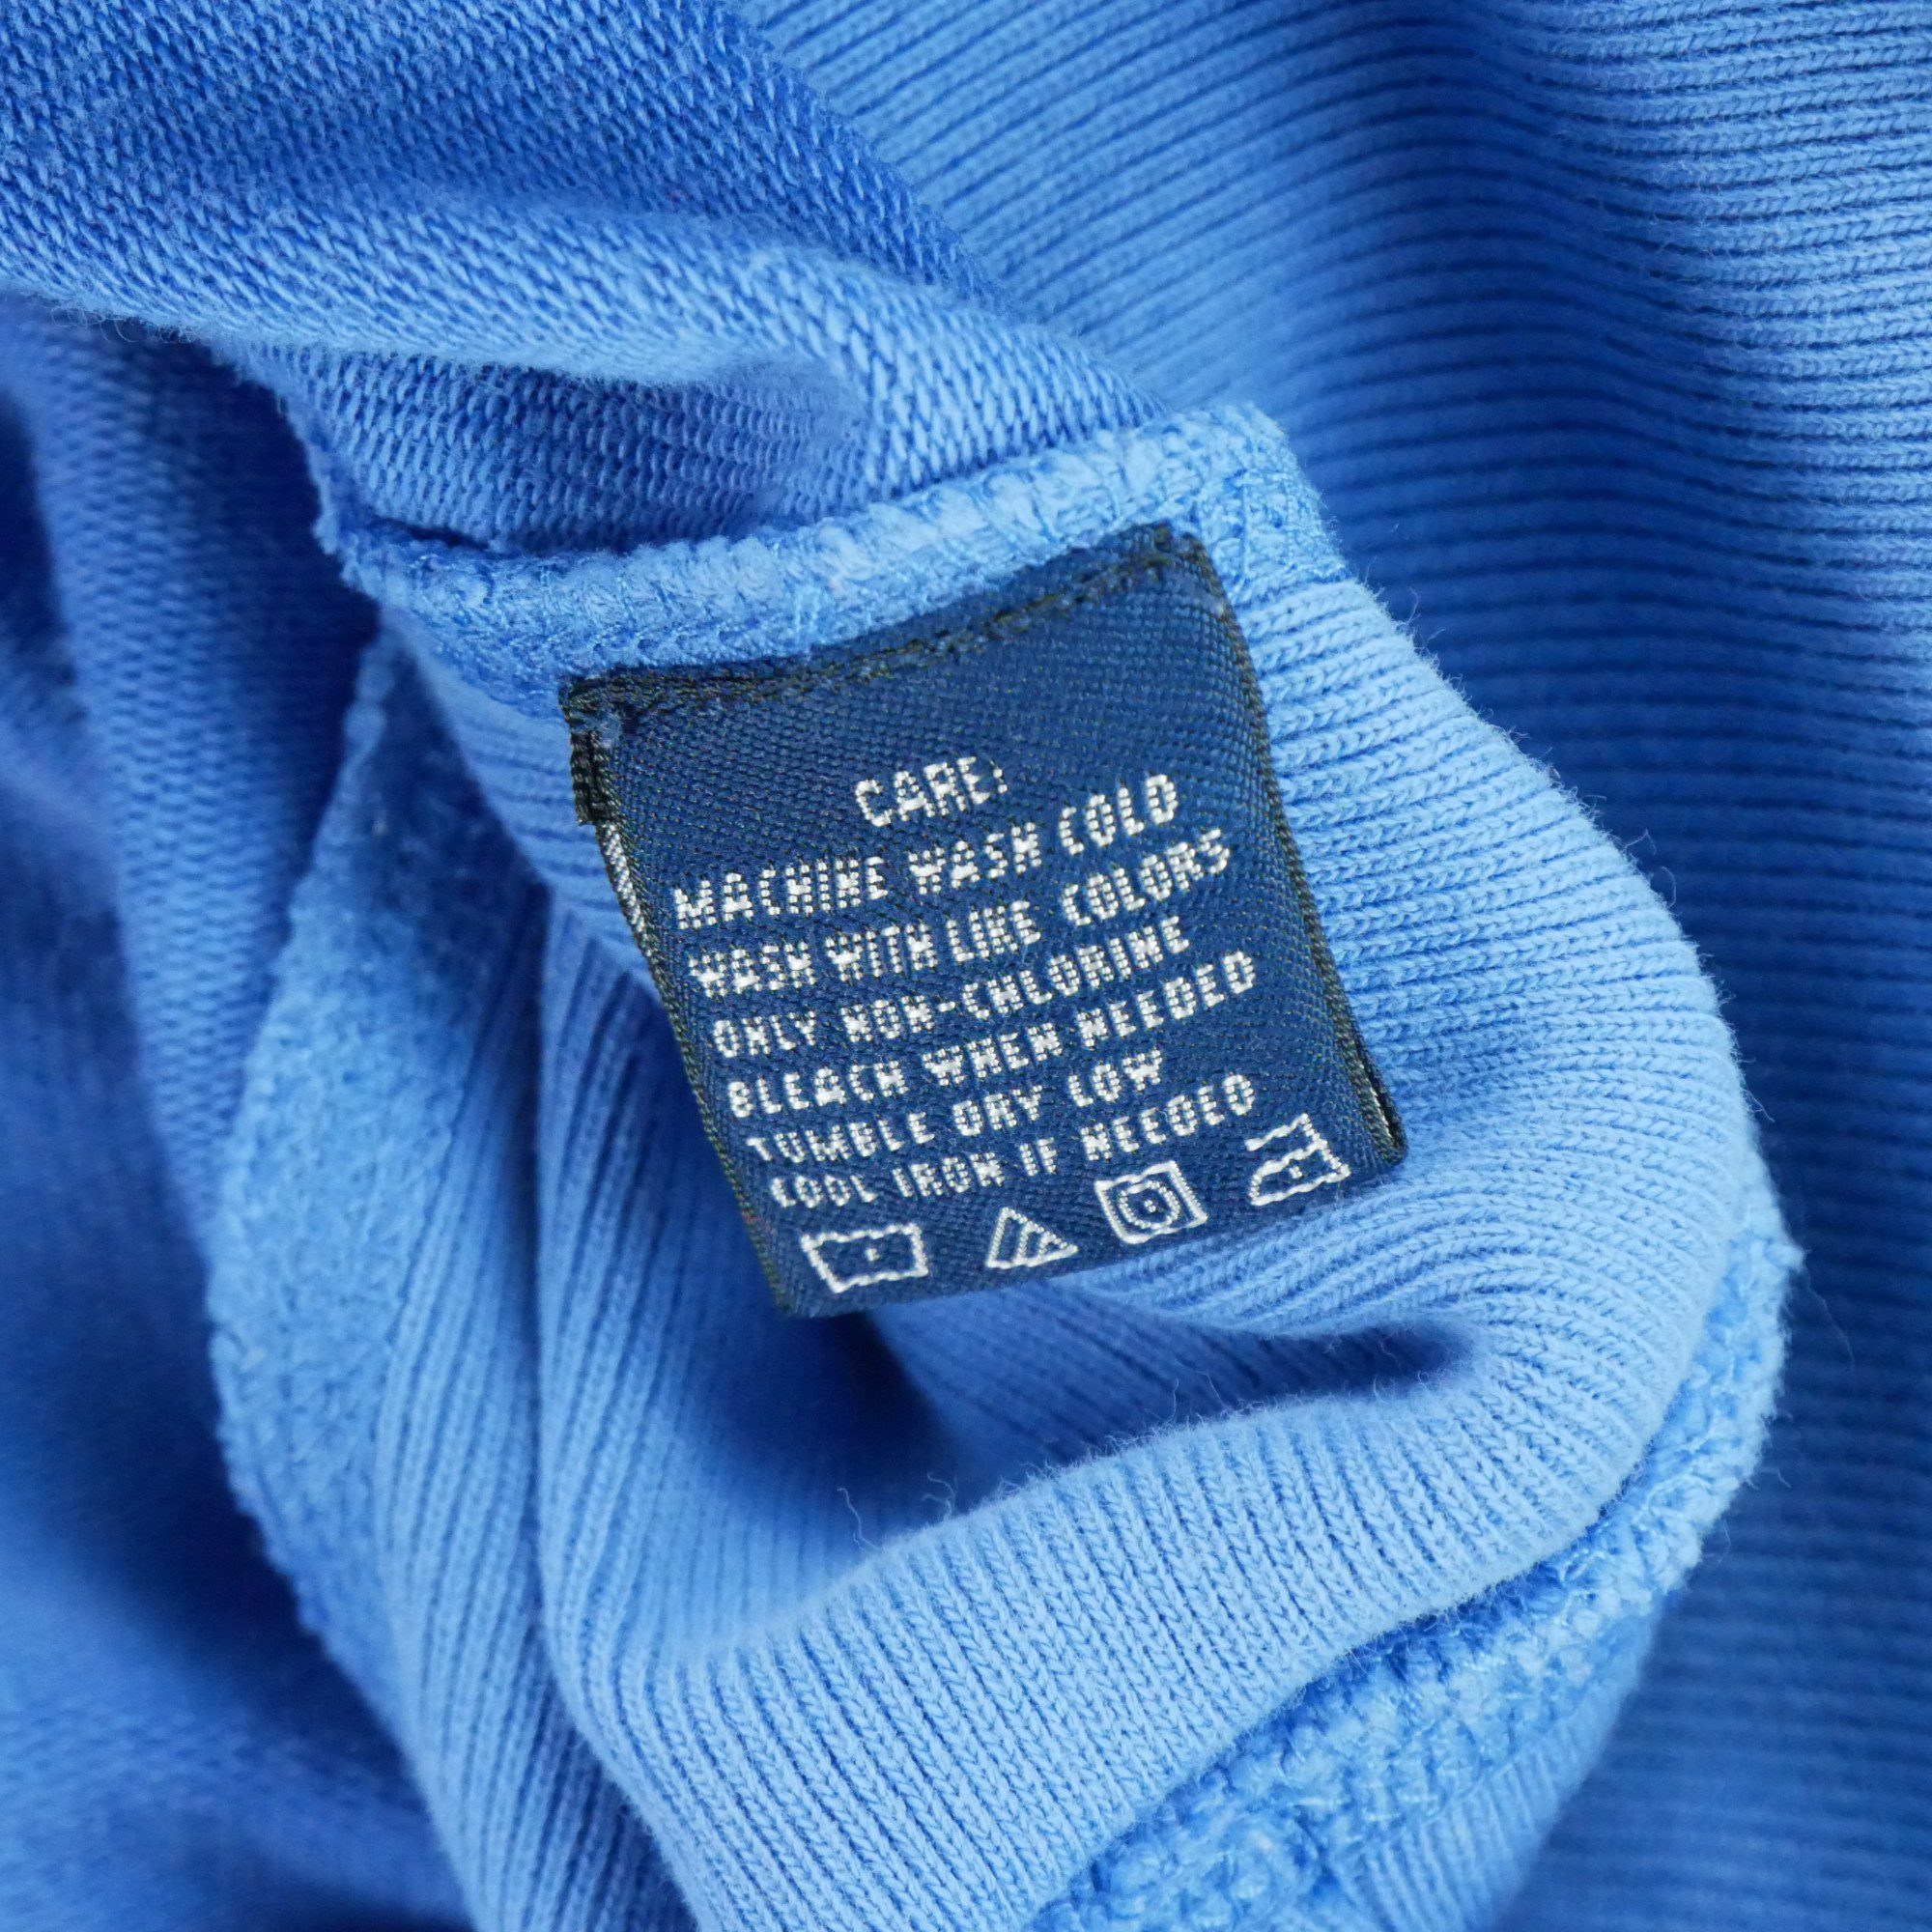 CARE:
MACHINE WASH COLD
WASH WITH LIKE COLORS
ONLY NON-CHLORINE
BLEACH WHEN NEEDED
TUMBLE DRY LOW
COOL IRON IF NEEDED